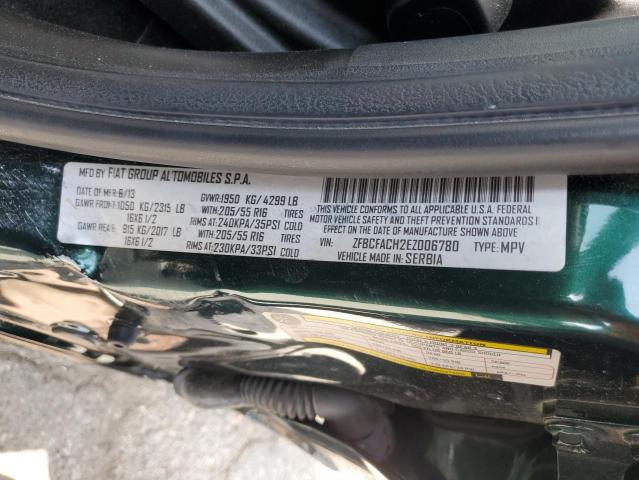 MFD BY FIAT GROUP AUTOMOBILES S.P.A.
DATE OF MFR 6/13 GVWR:1950 KG/4299 LB
GAWR FRONT:1050 KG/2315 LB WITH:205/55 R16 TIRES
16X6 1/2 RIMS AT:240KPA/35PSI COLD
GAWR REAR: 915 KG/2017 LB WITH:205/55 R16 TIRES
16X6 1/2 RIMS AT:230KPA/33PSI COLD
THIS VEHICLE CONFORMS TO ALL APPLICABLE U.S.A. FEDERAL
MOTOR VEHICLE SAFETY AND THEFT PREVENTION STANDARDS IN
EFFECT ON THE DATE OF MANUFACTURE SHOWN ABOVE.
VIN: ZFBCFACH2EZ006780 TYPE: MPV
VEHICLE MADE IN: SERBIA